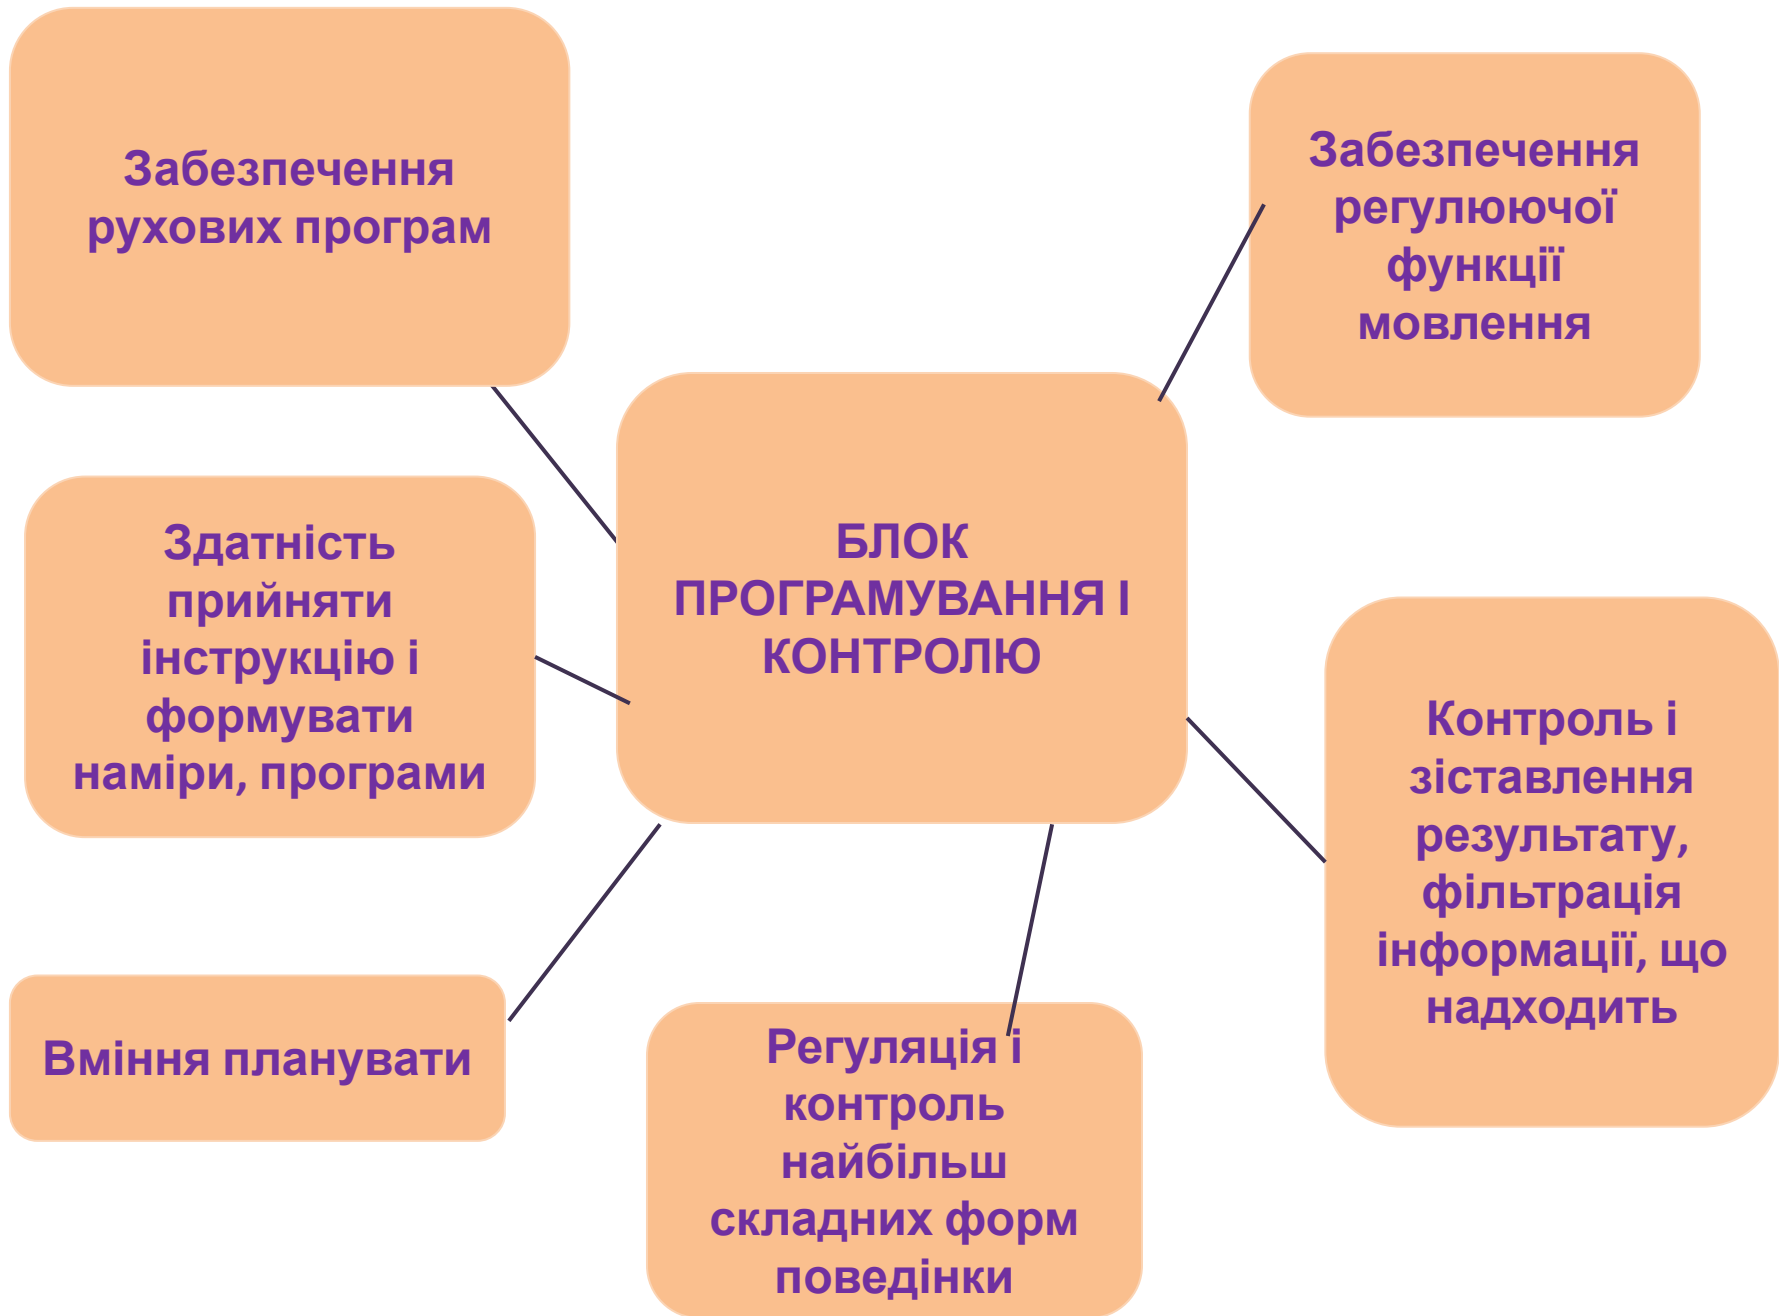 Забезпечення
рухових програм
Забезпечення
регулюючої
функції
мовлення
БЛОК
ПРОГРАМУВАННЯ І
КОНТРОЛЮ
Здатність
прийняти
інструкцію і
формувати
наміри, програми
Контроль і
зіставлення
результату,
фільтрація
інформації, що
надходить
Вміння планувати
Регуляція і
контроль
найбільш
складних форм
поведінки